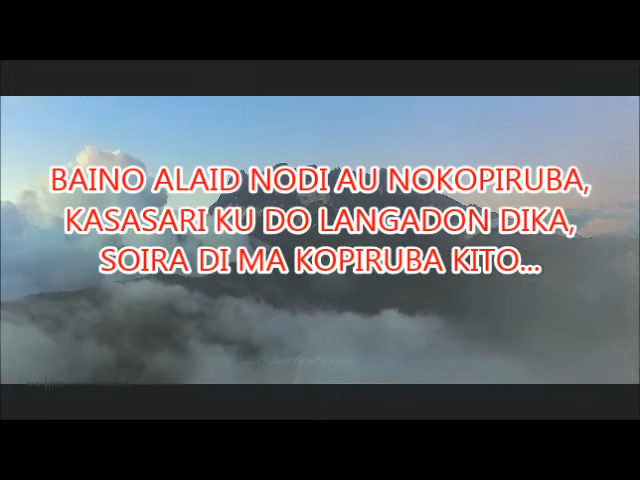 BAINO ALAID NODI AU NOKOPIRUBA,
KASASARI KU DO LANGADON DIKA,
SOIRA DI MA KOPIRUBA KITO...